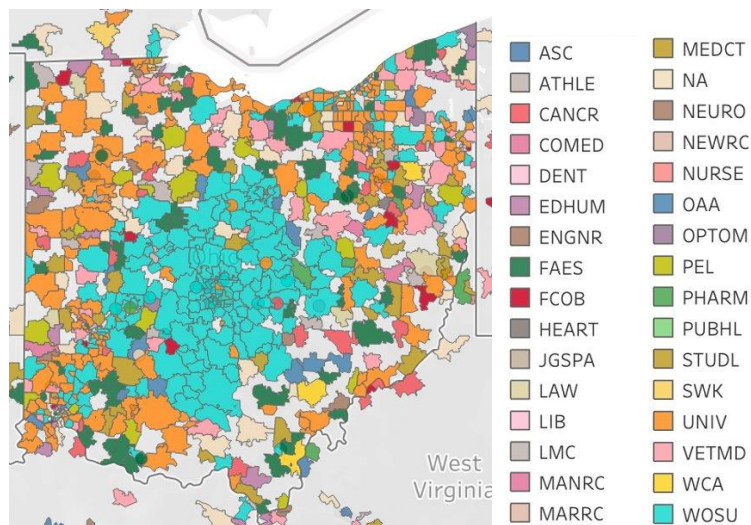 Ohio
West
Virginia
ASC
ATHLE
CANCR
COMED
DENT
EDHUM
ENGNR
FAES
FCOB
HEART
JGSPA
LAW
LIB
LMC
MANRC
MARRC
MEDCT
NA
NEURO
NEWRC
NURSE
OAA
OPTOM
PEL
PHARM
PUBHL
STUDL
SWK
UNIV
VETMD
WCA
WOSU